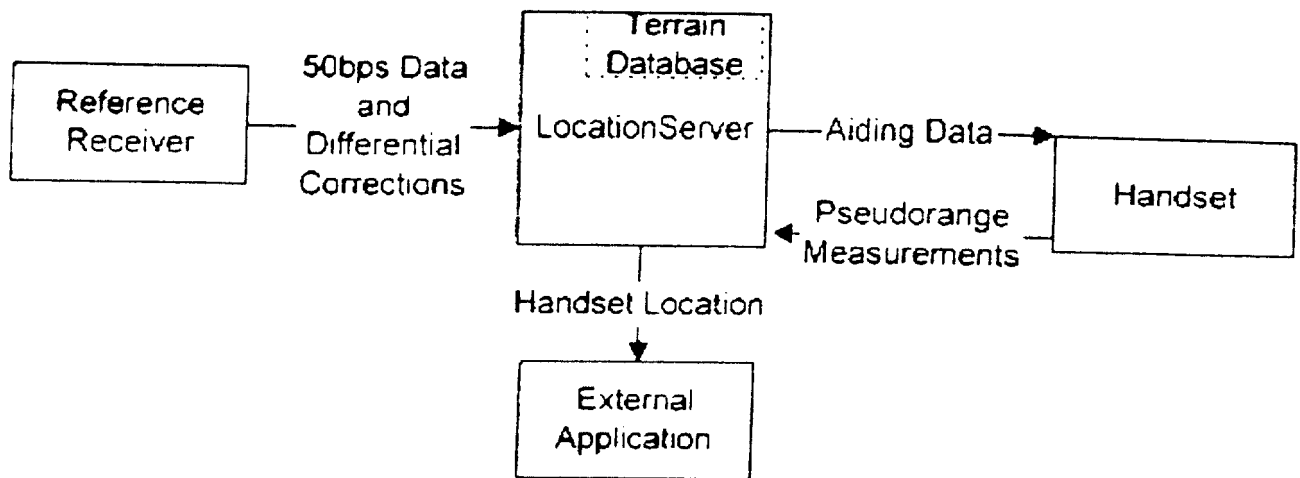 Terrain
Database
50bps Data
and
Differential
Corrections
Reference
Receiver
LocationServer
Aiding Data
Handset
Pseudorange
Measurements
Handset Location
External
Application